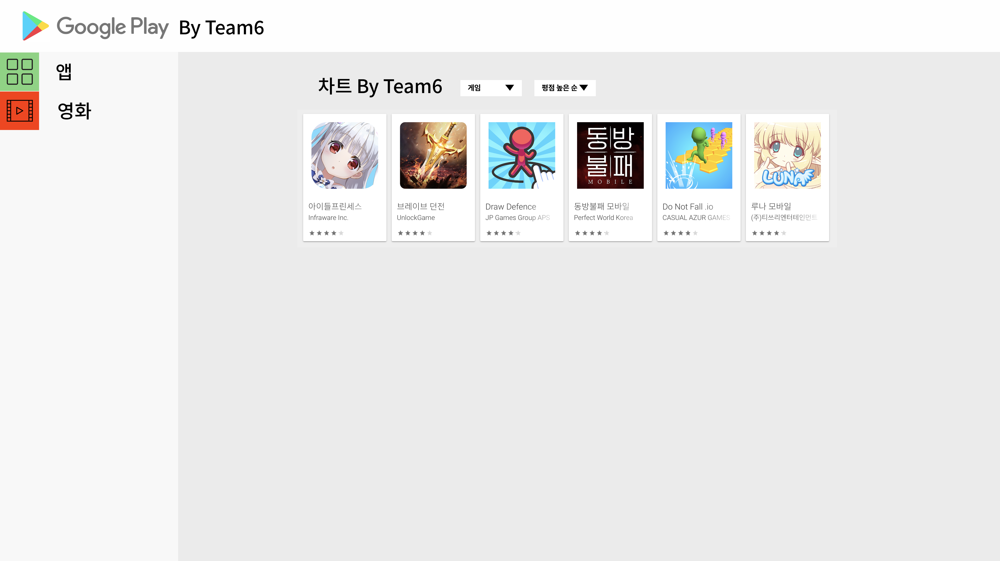 Google Play By Team6
앱
영화
차트 By Team6
게임
평점 높은 순
동방
불패
MOBILE
LUNA
아이들프린세스
Infraware Inc.
브레이브 던전
UnlockGame
Draw Defence
JP Games Group APS
동방불패 모바일
Perfect World Korea
Do Not Fall .io
CASUAL AZUR GAMES
루나 모바일
(주)티쓰리엔터테인먼트